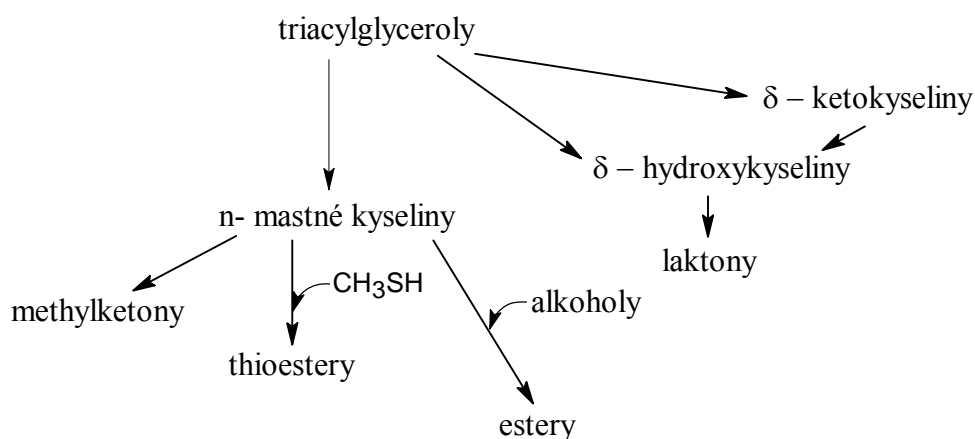 triacylglyceroly
δ – ketokyseliny
δ – hydroxykyseliny
n- mastné kyseliny
laktony
CH₃SH
methylketony
alkoholy
thioestery
estery